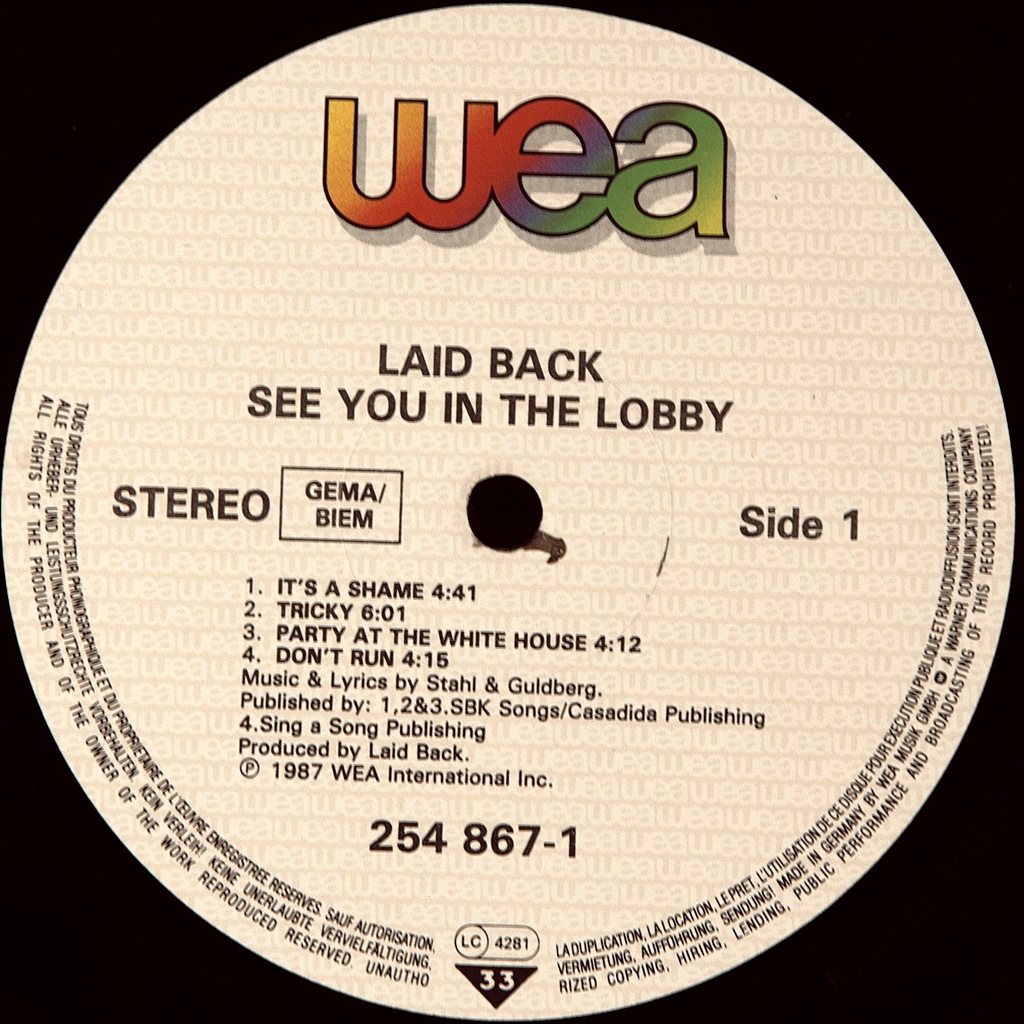 wea
LAID BACK
SEE YOU IN THE LOBBY
STEREO
GEMA/
BIEM
Side 1
1. IT'S A SHAME 4:41
2. TRICKY 6:01
3. PARTY AT THE WHITE HOUSE 4:12
4. DON'T RUN 4:15
Music & Lyrics by Stahl & Guldberg.
Published by: 1,2&3.SBK Songs/Casadida Publishing
4.Sing a Song Publishing
Produced by Laid Back.
℗ 1987 WEA International Inc.
254 867-1
LC 4281
33
TOUS DROITS DU PRODUCTEUR PHONOGRAPHIQUE ET DU PROPRIETAIRE DE L'ŒUVRE ENREGISTREE RESERVES. SAUF AUTORISATION,
LA DUPLICATION, LA LOCATION, LE PRET, L'UTILISATION DE CE DISQUE POUR EXECUTION PUBLIQUE ET RADIODIFFUSION SONT INTERDITS.
ALLE URHEBER- UND LEISTUNGSSCHUTZRECHTE VORBEHALTEN. KEIN VERLEIH! KEINE UNERLAUBTE VERVIELFÄLTIGUNG,
VERMIETUNG, AUFFÜHRUNG, SENDUNG! MADE IN GERMANY BY WEA MUSIK GMBH A WARNER COMMUNICATIONS COMPANY
ALL RIGHTS OF THE PRODUCER AND OF THE OWNER OF THE WORK REPRODUCED RESERVED. UNAUTHO
RIZED COPYING, HIRING, LENDING, PUBLIC PERFORMANCE AND BROADCASTING OF THIS RECORD PROHIBITED!